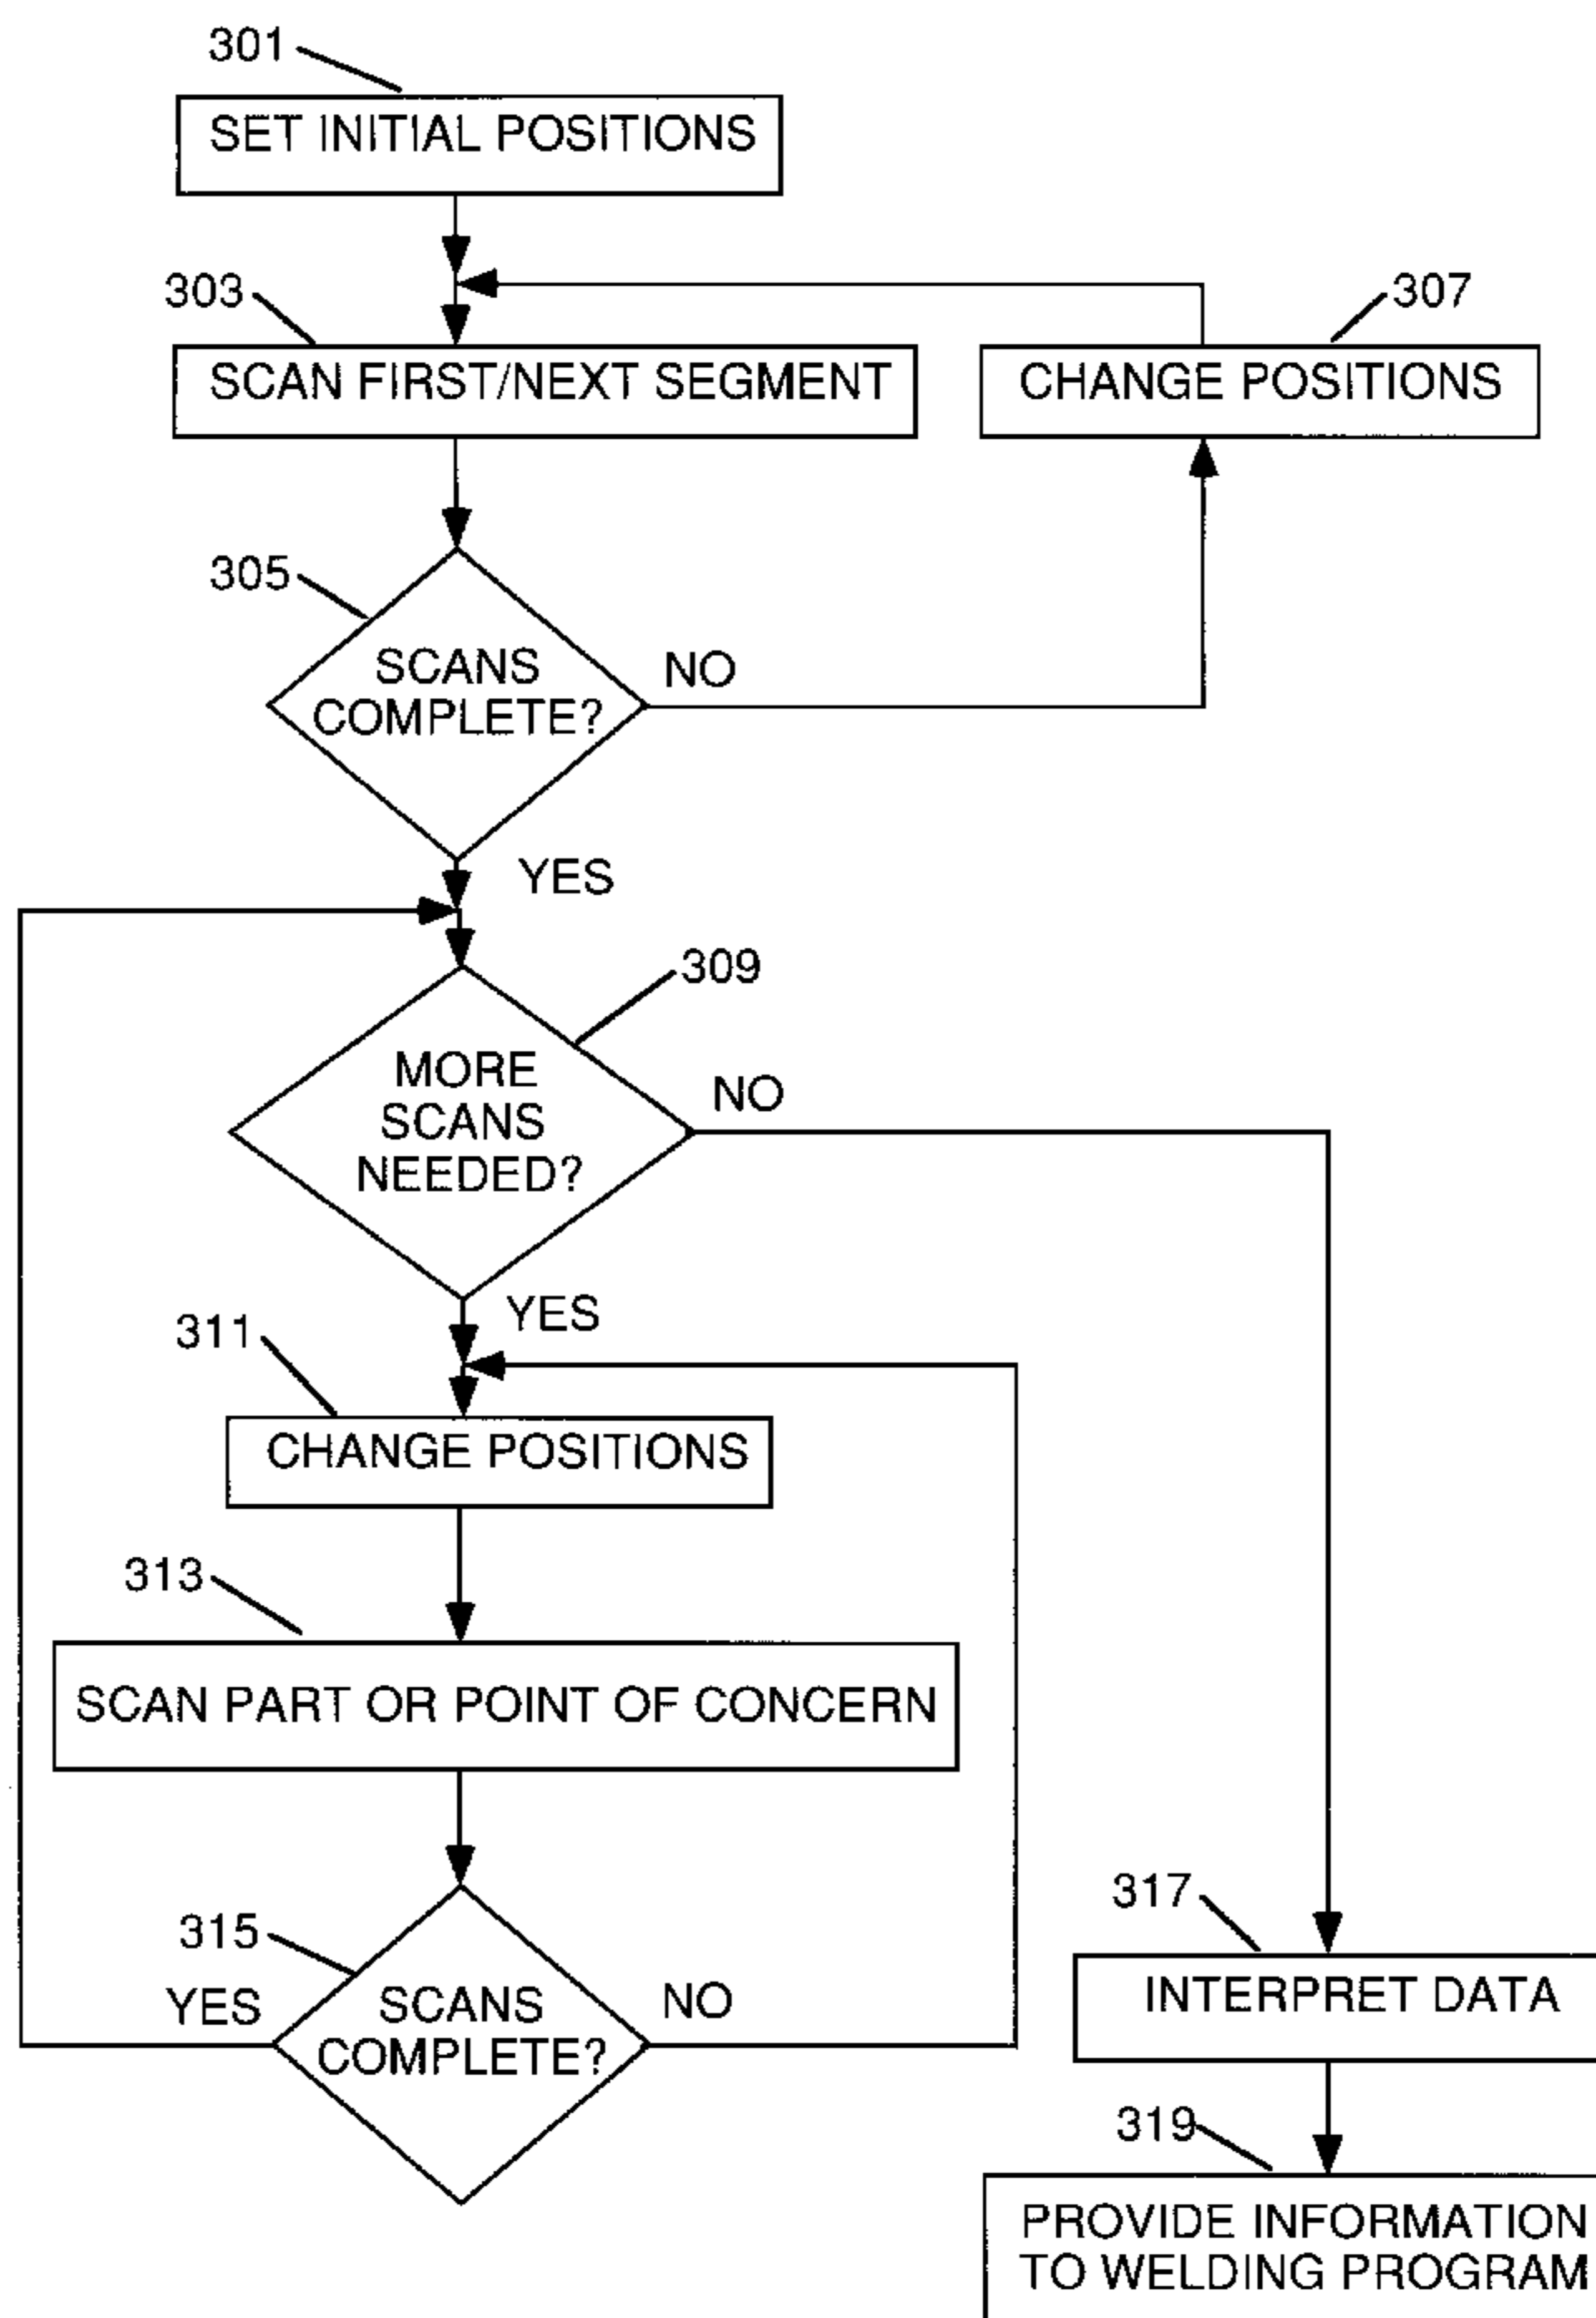 301
SET INITIAL POSITIONS
303
SCAN FIRST/NEXT SEGMENT
307
CHANGE POSITIONS
305
SCANS
COMPLETE?
NO
YES
309
MORE
SCANS
NEEDED?
NO
YES
311
CHANGE POSITIONS
313
SCAN PART OR POINT OF CONCERN
315
YES
SCANS
COMPLETE?
NO
317
INTERPRET DATA
319
PROVIDE INFORMATION
TO WELDING PROGRAM